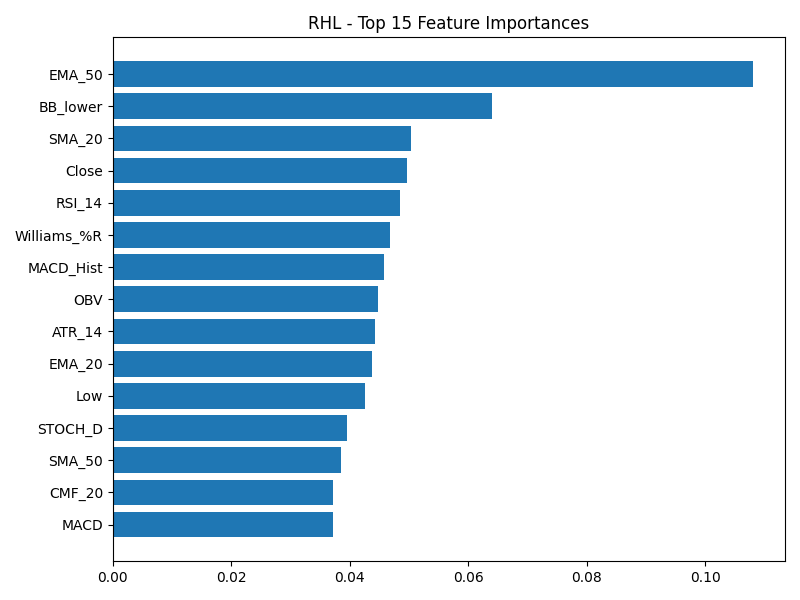 RHL - Top 15 Feature Importances
EMA_50
BB_lower
SMA_20
Close
RSI_14
Williams_%R
MACD_Hist
OBV
ATR_14
EMA_20
Low
STOCH_D
SMA_50
CMF_20
MACD
0.00 0.02 0.04 0.06 0.08 0.10